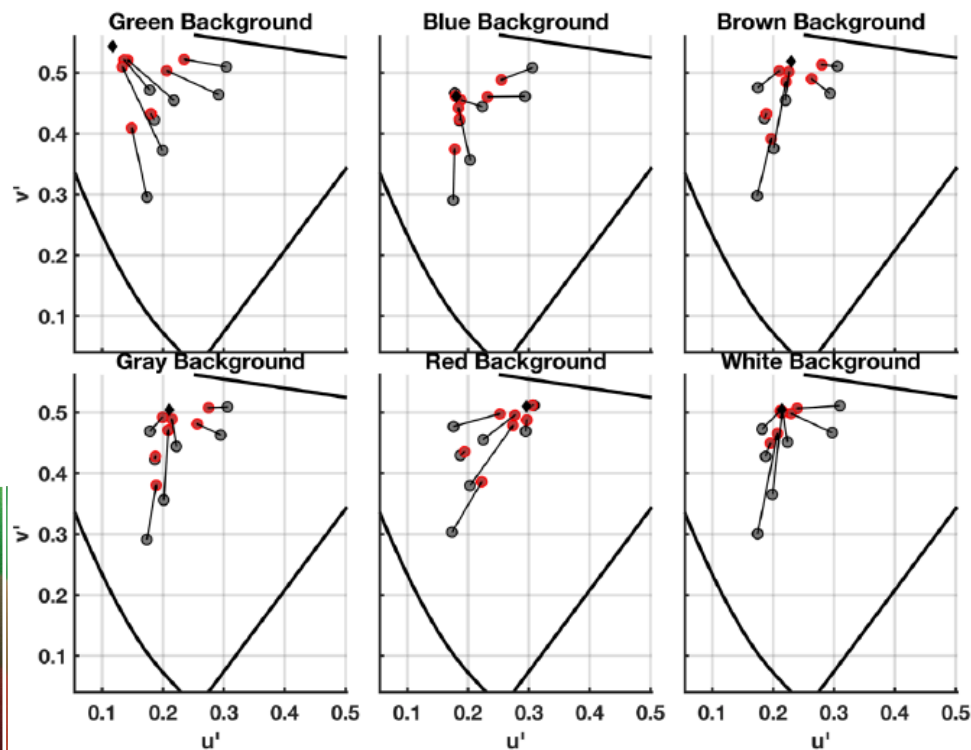 Green Background
Blue Background
Brown Background
0.5
0.4
0.3
0.2
0.1
v'
Gray Background
Red Background
White Background
0.5
0.4
0.3
0.2
0.1
v'
0.1 0.2 0.3 0.4 0.5
0.1 0.2 0.3 0.4 0.5
0.1 0.2 0.3 0.4 0.5
u'
u'
u'